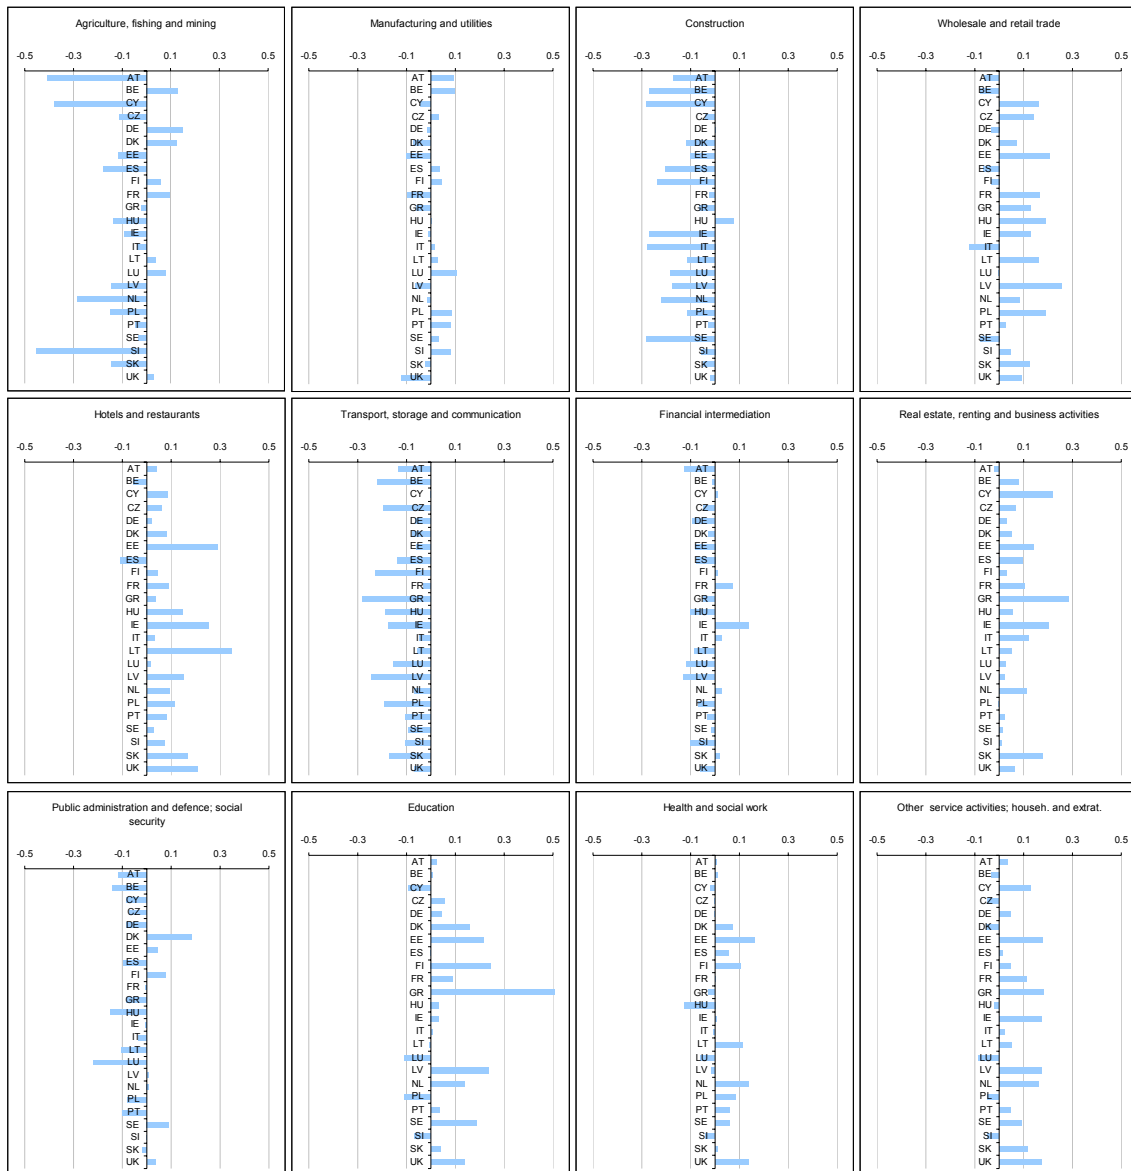 Agriculture, fishing and mining
-0.5 -0.3 -0.1 0.1 0.3 0.5
AT
BE
CY
CZ
DE
DK
EE
ES
FI
FR
GR
HU
IE
IT
LT
LU
LV
NL
PL
PT
SE
SI
SK
UK
Manufacturing and utilities
-0.5 -0.3 -0.1 0.1 0.3 0.5
AT
BE
CY
CZ
DE
DK
EE
ES
FI
FR
GR
HU
IE
IT
LT
LU
LV
NL
PL
PT
SE
SI
SK
UK
Construction
-0.5 -0.3 -0.1 0.1 0.3 0.5
AT
BE
CY
CZ
DE
DK
EE
ES
FI
FR
GR
HU
IE
IT
LT
LU
LV
NL
PL
PT
SE
SI
SK
UK
Wholesale and retail trade
-0.5 -0.3 -0.1 0.1 0.3 0.5
AT
BE
CY
CZ
DE
DK
EE
ES
FI
FR
GR
HU
IE
IT
LT
LU
LV
NL
PL
PT
SE
SI
SK
UK
Hotels and restaurants
-0.5 -0.3 -0.1 0.1 0.3 0.5
AT
BE
CY
CZ
DE
DK
EE
ES
FI
FR
GR
HU
IE
IT
LT
LU
LV
NL
PL
PT
SE
SI
SK
UK
Transport, storage and communication
-0.5 -0.3 -0.1 0.1 0.3 0.5
AT
BE
CY
CZ
DE
DK
EE
ES
FI
FR
GR
HU
IE
IT
LT
LU
LV
NL
PL
PT
SE
SI
SK
UK
Financial intermediation
-0.5 -0.3 -0.1 0.1 0.3 0.5
AT
BE
CY
CZ
DE
DK
EE
ES
FI
FR
GR
HU
IE
IT
LT
LU
LV
NL
PL
PT
SE
SI
SK
UK
Real estate, renting and business activities
-0.5 -0.3 -0.1 0.1 0.3 0.5
AT
BE
CY
CZ
DE
DK
EE
ES
FI
FR
GR
HU
IE
IT
LT
LU
LV
NL
PL
PT
SE
SI
SK
UK
Public administration and defence; social
security
-0.5 -0.3 -0.1 0.1 0.3 0.5
AT
BE
CY
CZ
DE
DK
EE
ES
FI
FR
GR
HU
IE
IT
LT
LU
LV
NL
PL
PT
SE
SI
SK
UK
Education
-0.5 -0.3 -0.1 0.1 0.3 0.5
AT
BE
CY
CZ
DE
DK
EE
ES
FI
FR
GR
HU
IE
IT
LT
LU
LV
NL
PL
PT
SE
SI
SK
UK
Health and social work
-0.5 -0.3 -0.1 0.1 0.3 0.5
AT
BE
CY
CZ
DE
DK
EE
ES
FI
FR
GR
HU
IE
IT
LT
LU
LV
NL
PL
PT
SE
SI
SK
UK
Other service activities; househ. and extrat.
-0.5 -0.3 -0.1 0.1 0.3 0.5
AT
BE
CY
CZ
DE
DK
EE
ES
FI
FR
GR
HU
IE
IT
LT
LU
LV
NL
PL
PT
SE
SI
SK
UK